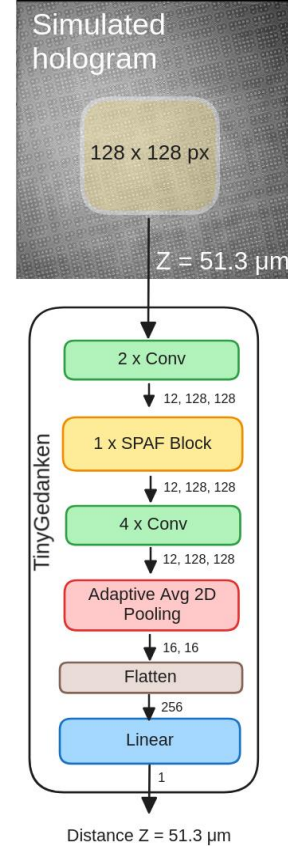 Simulated
hologram
128 x 128 px
Z = 51.3 μm
2 x Conv
12, 128, 128
1 x SPAF Block
12, 128, 128
4 x Conv
12, 128, 128
Adaptive Avg 2D
Pooling
16, 16
Flatten
256
Linear
1
TinyGedanken
Distance Z = 51.3 μm